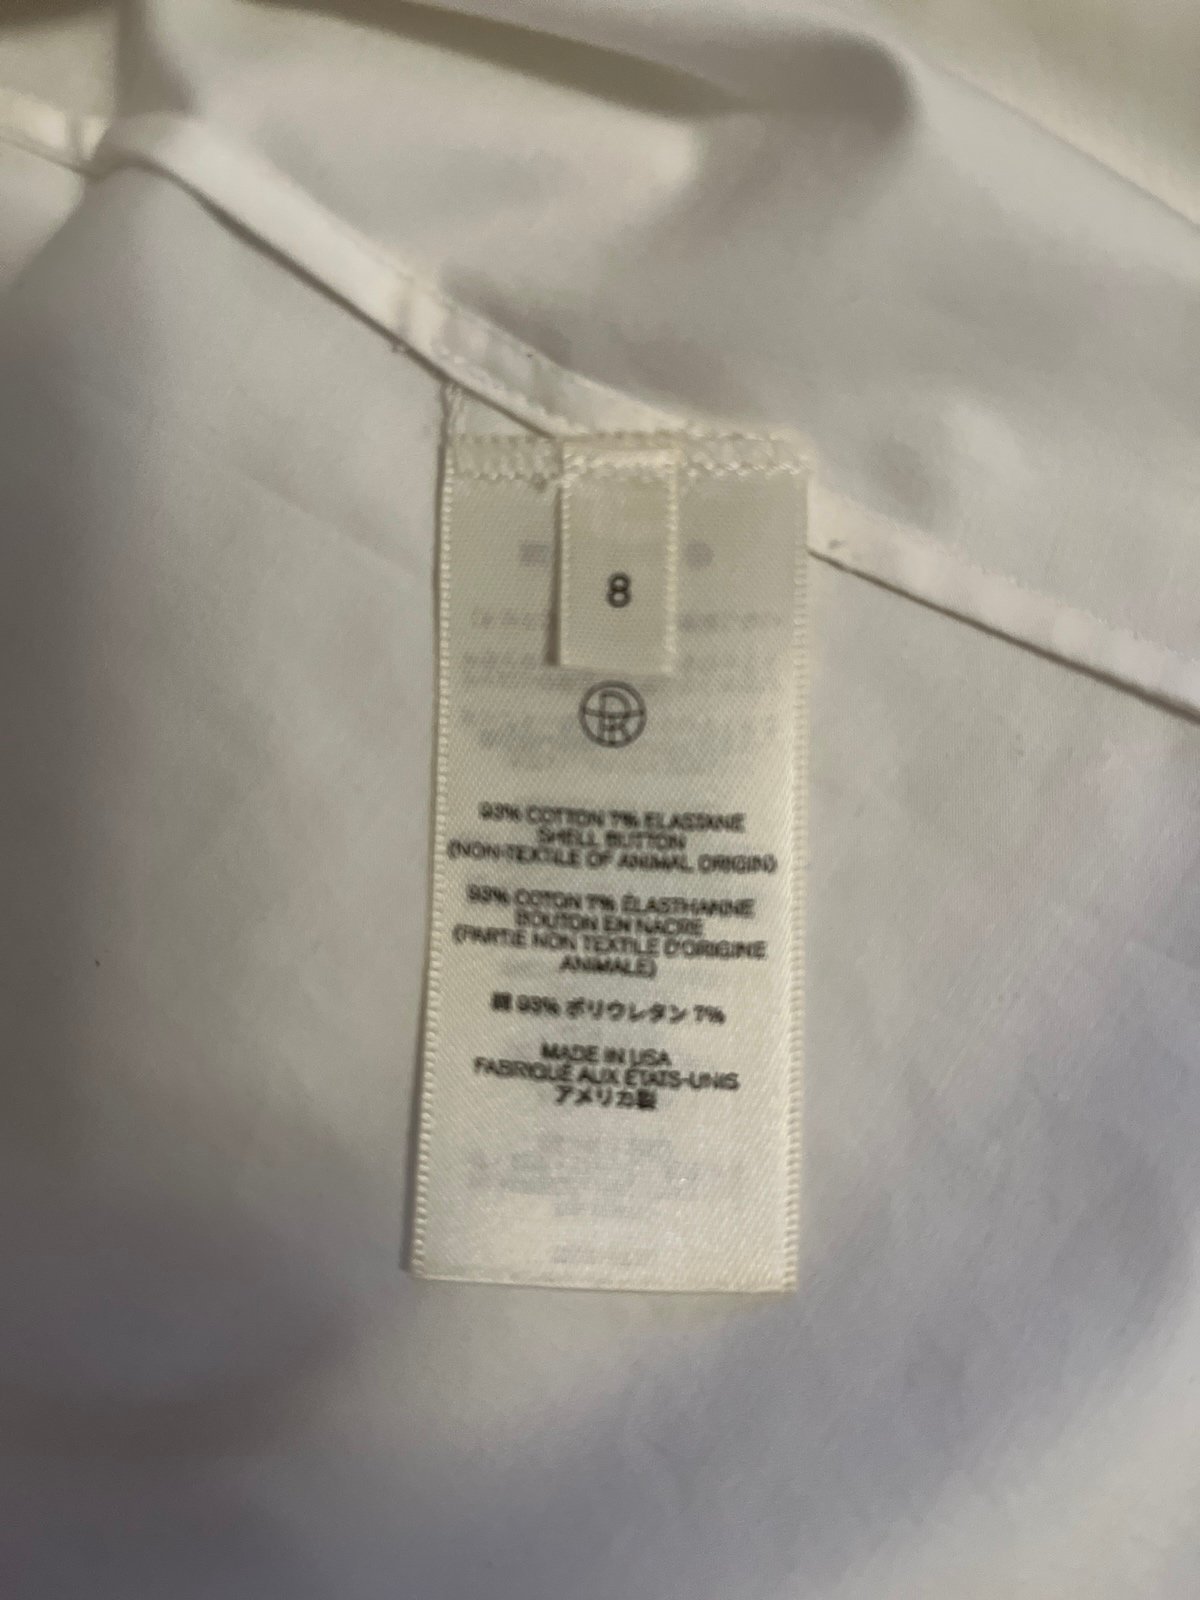 8
93% COTTON 7% ELASTANE
SHELL BUTTON
(NON-TEXTILE OF ANIMAL ORIGIN)
93% COTON 7% ÉLASTHANNE
BOUTON EN NACRE
(PARTIE NON TEXTILE D'ORIGINE
ANIMALE)
綿 93% ポリウレタン 7%
MADE IN USA
FABRIQUÉ AUX ÉTATS-UNIS
アメリカ製